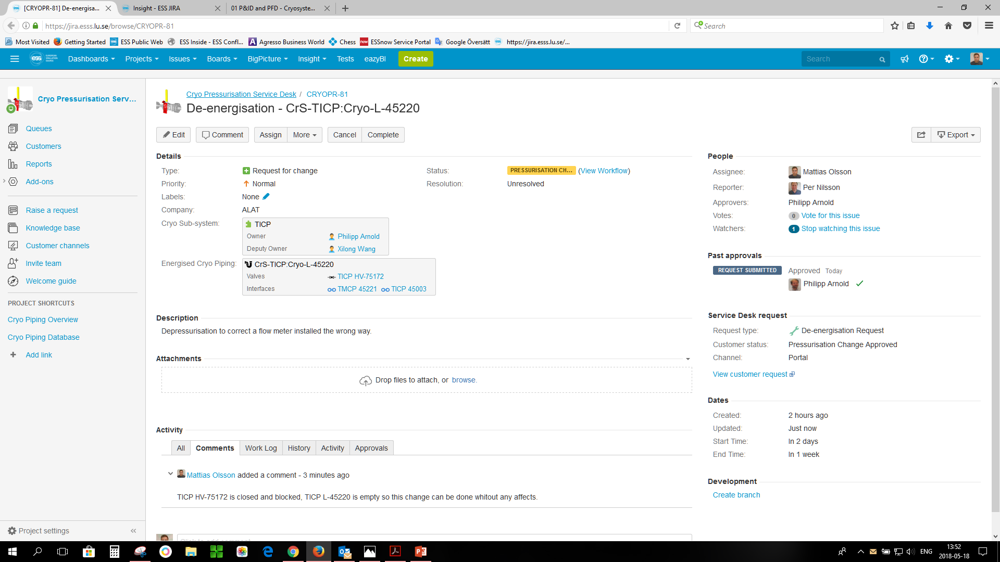 [CRYOPR-81] De-energisa...
Insight - ESS JIRA
01 P&ID and PFD - Cryosyste...
https://jira.esss.lu.se/browse/CRYOPR-81
Search
Most Visited
Getting Started
ESS Public Web
ESS Inside - ESS Confl...
Agresso Business World
Chess
ESSnow Service Portal
Google Översätt
https://jira.esss.lu.se/...
ess EUROPEAN SPALLATION SOURCE
Dashboards
Projects
Issues
Boards
BigPicture
Insight
Tests
eazyBI
Create
Search
Cryo Pressurisation Serv...
Queues
Customers
Reports
Add-ons
Raise a request
Knowledge base
Customer channels
Invite team
Welcome guide
PROJECT SHORTCUTS
Cryo Piping Overview
Cryo Piping Database
Add link
Project settings
Cryo Pressurisation Service Desk / CRYOPR-81
De-energisation - CrS-TICP:Cryo-L-45220
Edit
Comment
Assign
More
Cancel
Complete
Export
Details
Type: Request for change
Priority: Normal
Labels: None
Company: ALAT
Cryo Sub-system: TICP
Owner Philipp Arnold
Deputy Owner Xilong Wang
Energised Cryo Piping: CrS-TICP:Cryo-L-45220
Valves TICP HV-75172
Interfaces TMCP 45221 TICP 45003
Status: PRESSURISATION CH... (View Workflow)
Resolution: Unresolved
Description
Depressurisation to correct a flow meter installed the wrong way.
Attachments
Drop files to attach, or browse.
Activity
All
Comments
Work Log
History
Activity
Approvals
Mattias Olsson added a comment - 3 minutes ago
TICP HV-75172 is closed and blocked, TICP L-45220 is empty so this change can be done whitout any affects.
People
Assignee: Mattias Olsson
Reporter: Per Nilsson
Approvers: Philipp Arnold
Votes: 0 Vote for this issue
Watchers: 1 Stop watching this issue
Past approvals
REQUEST SUBMITTED Approved Today
Philipp Arnold
Service Desk request
Request type: De-energisation Request
Customer status: Pressurisation Change Approved
Channel: Portal
View customer request
Dates
Created: 2 hours ago
Updated: Just now
Start Time: In 2 days
End Time: In 1 week
Development
Create branch
ENG
13:52
2018-05-18